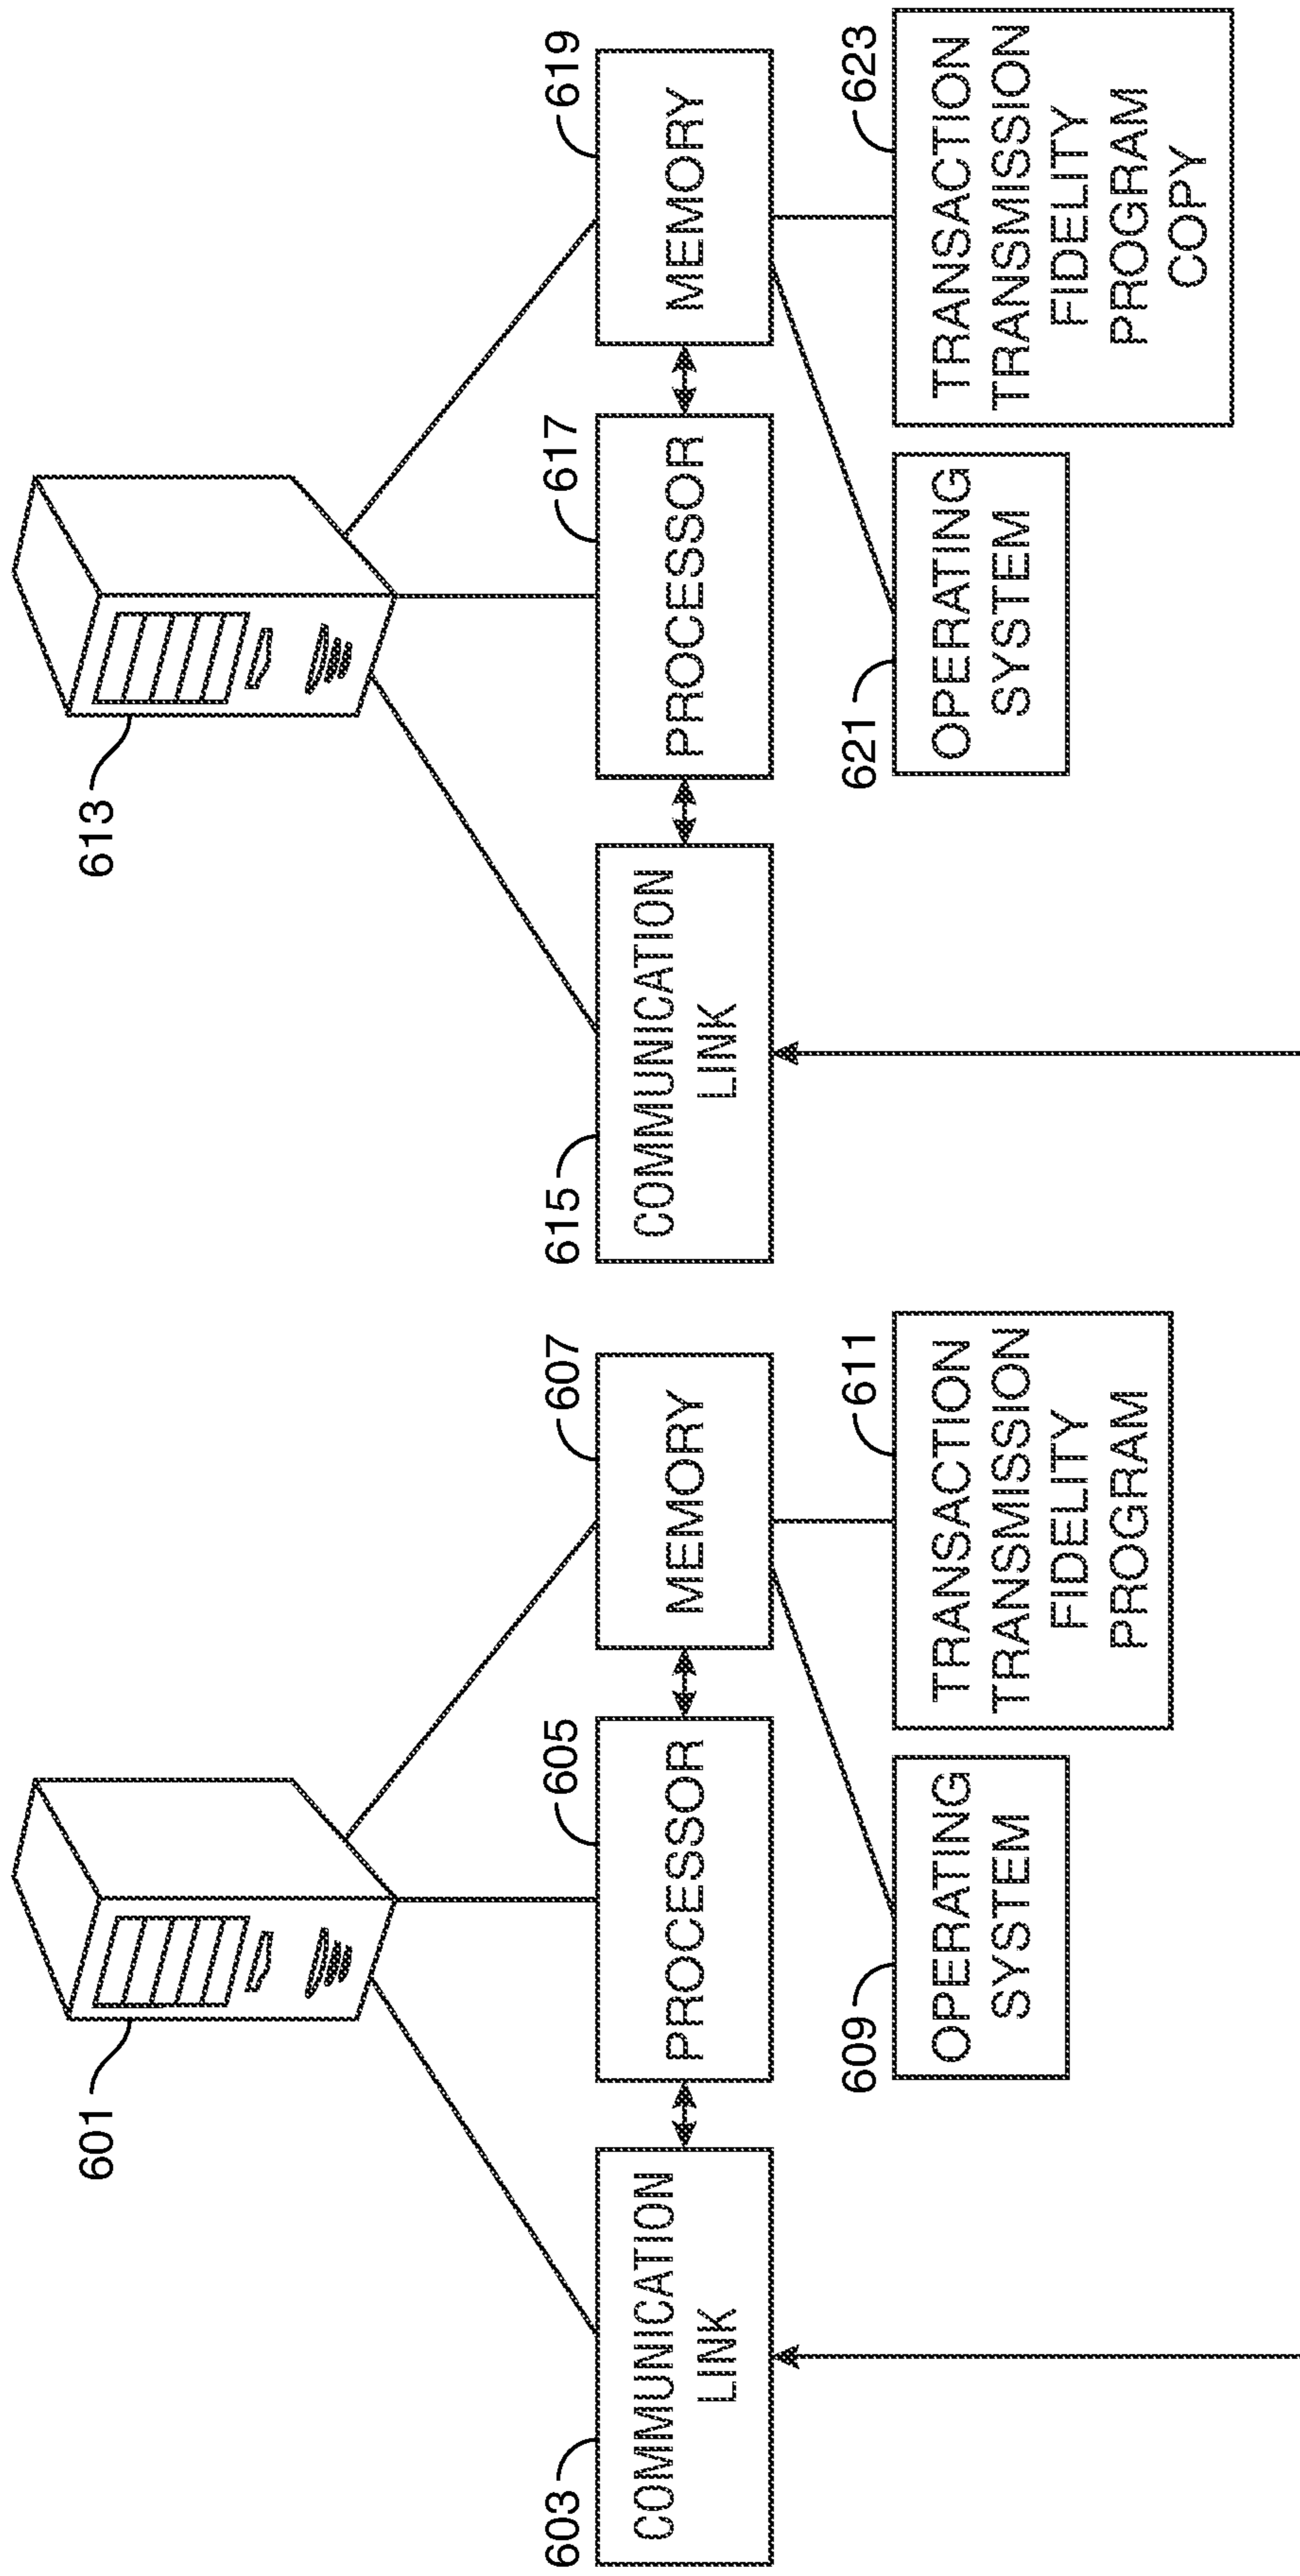 601
603
COMMUNICATION
LINK
605
PROCESSOR
607
MEMORY
609
OPERATING
SYSTEM
611
TRANSACTION
TRANSMISSION
FIDELITY
PROGRAM
613
615
COMMUNICATION
LINK
617
PROCESSOR
619
MEMORY
621
OPERATING
SYSTEM
623
TRANSACTION
TRANSMISSION
FIDELITY
PROGRAM
COPY